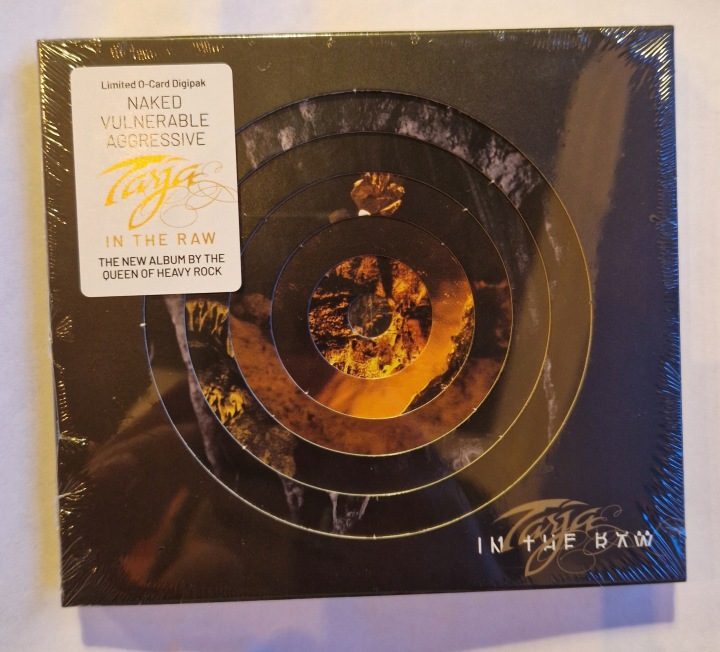 Limited O-Card Digipak
NAKED
VULNERABLE
AGGRESSIVE
Tarja
IN THE RAW
THE NEW ALBUM BY THE
QUEEN OF HEAVY ROCK
Tarja
IN THE RAW